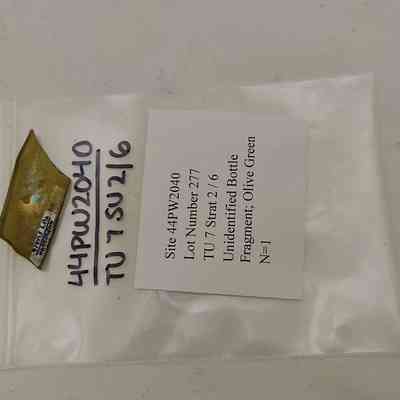 44PW2040
TU 7 SU 2/6
Site 44PW2040
Lot Number 277
TU 7 Strat 2 / 6
Unidentified Bottle
Fragment; Olive Green
N=1